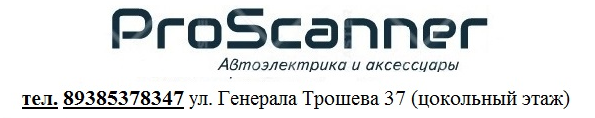 ProScanner
Автоэлектрика и аксессуары
тел. 89385378347 ул. Генерала Трошева 37 (цокольный этаж)